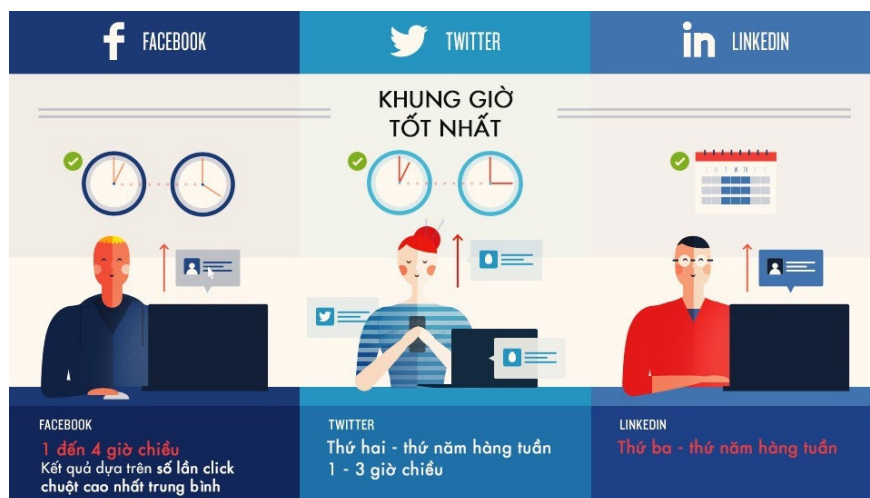 FACEBOOK
TWITTER
LINKEDIN
KHUNG GIỜ
TỐT NHẤT
FACEBOOK
1 đến 4 giờ chiều
Kết quả dựa trên số lần click
chuột cao nhất trung bình
TWITTER
Thứ hai - thứ năm hàng tuần
1 - 3 giờ chiều
LINKEDIN
Thứ ba - thứ năm hàng tuần